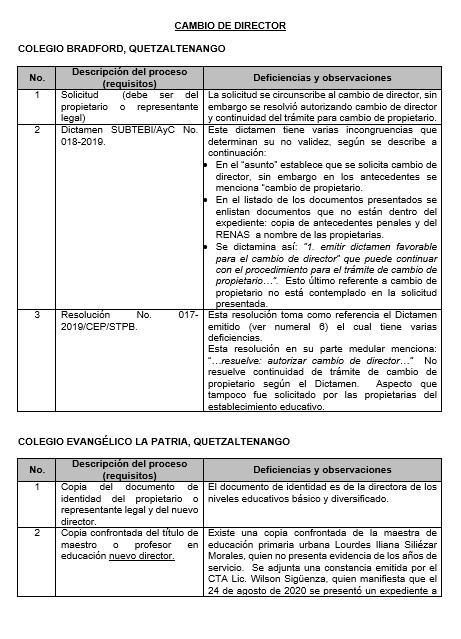 CAMBIO DE DIRECTOR
COLEGIO BRADFORD, QUETZALTENANGO
No.
Descripción del proceso
(requisitos)
Deficiencias y observaciones
1
Solicitud (debe ser del
propietario o representante
legal)
La solicitud se circunscribe al cambio de director, sin
embargo se resolvió autorizando cambio de director
y continuidad del trámite para cambio de propietario.
2
Dictamen SUBTEBI/AyC No.
018-2019.
Este dictamen tiene varias incongruencias que
determinan su no validez, según se describe a
continuación:
• En el “asunto” establece que se solicita cambio de
director, sin embargo en los antecedentes se
menciona “cambio de propietario.
• En el listado de los documentos presentados se
enlistan documentos que no están dentro del
expediente: copia de antecedentes penales y del
RENAS a nombre de las propietarias.
• Se dictamina así: “1. emitir dictamen favorable
para el cambio de director” que puede continuar
con el procedimiento para el trámite de cambio de
propietario…”. Esto último referente a cambio de
propietario no está contemplado en la solicitud
presentada.
3
Resolución No. 017-
2019/CEP/STPB.
Esta resolución toma como referencia el Dictamen
emitido (ver numeral 6) el cual tiene varias
deficiencias.
Esta resolución en su parte medular menciona:
“…resuelve: autorizar cambio de director…” No
resuelve continuidad de trámite de cambio de
propietario según el Dictamen. Aspecto que
tampoco fue solicitado por las propietarias del
establecimiento educativo.
COLEGIO EVANGÉLICO LA PATRIA, QUETZALTENANGO
No.
Descripción del proceso
(requisitos)
Deficiencias y observaciones
1
Copia del documento de
identidad del propietario o
representante legal y del nuevo
director.
El documento de identidad es de la directora de los
niveles educativos básico y diversificado.
2
Copia confrontada del título de
maestro o profesor en
educación nuevo director.
Existe una copia confrontada de la maestra de
educación primaria urbana Lourdes Iliana Siliézar
Morales, quien no presenta evidencia de los años de
servicio. Se adjunta una constancia emitida por el
CTA Lic. Wilson Sigüenza, quien manifiesta que el
24 de agosto de 2020 se presentó un expediente a